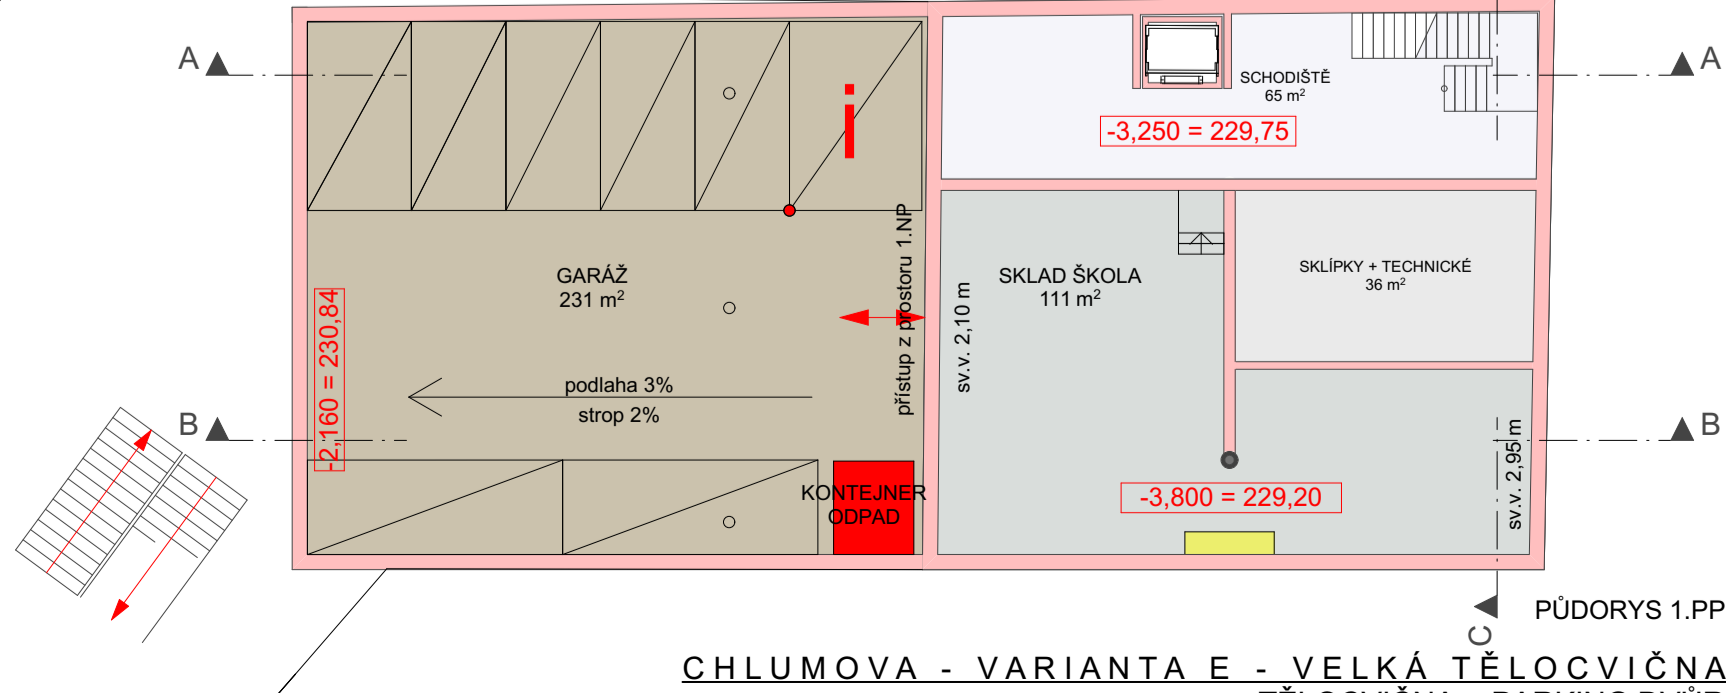 A
A
i
SCHODIŠTĚ
65 m²
-3,250 = 229,75
přístup z prostoru 1.NP
GARÁŽ
231 m²
SKLAD ŠKOLA
111 m²
SKLÍPKY + TECHNICKÉ
36 m²
sv.v. 2,10 m
-2,160 = 230,84
podlaha 3%
strop 2%
B
B
sv.v. 2,95 m
KONTEJNER
ODPAD
-3,800 = 229,20
C
PŮDORYS 1.PP
CHLUMOVA - VARIANTA E - VELKÁ TĚLOCVIČNA